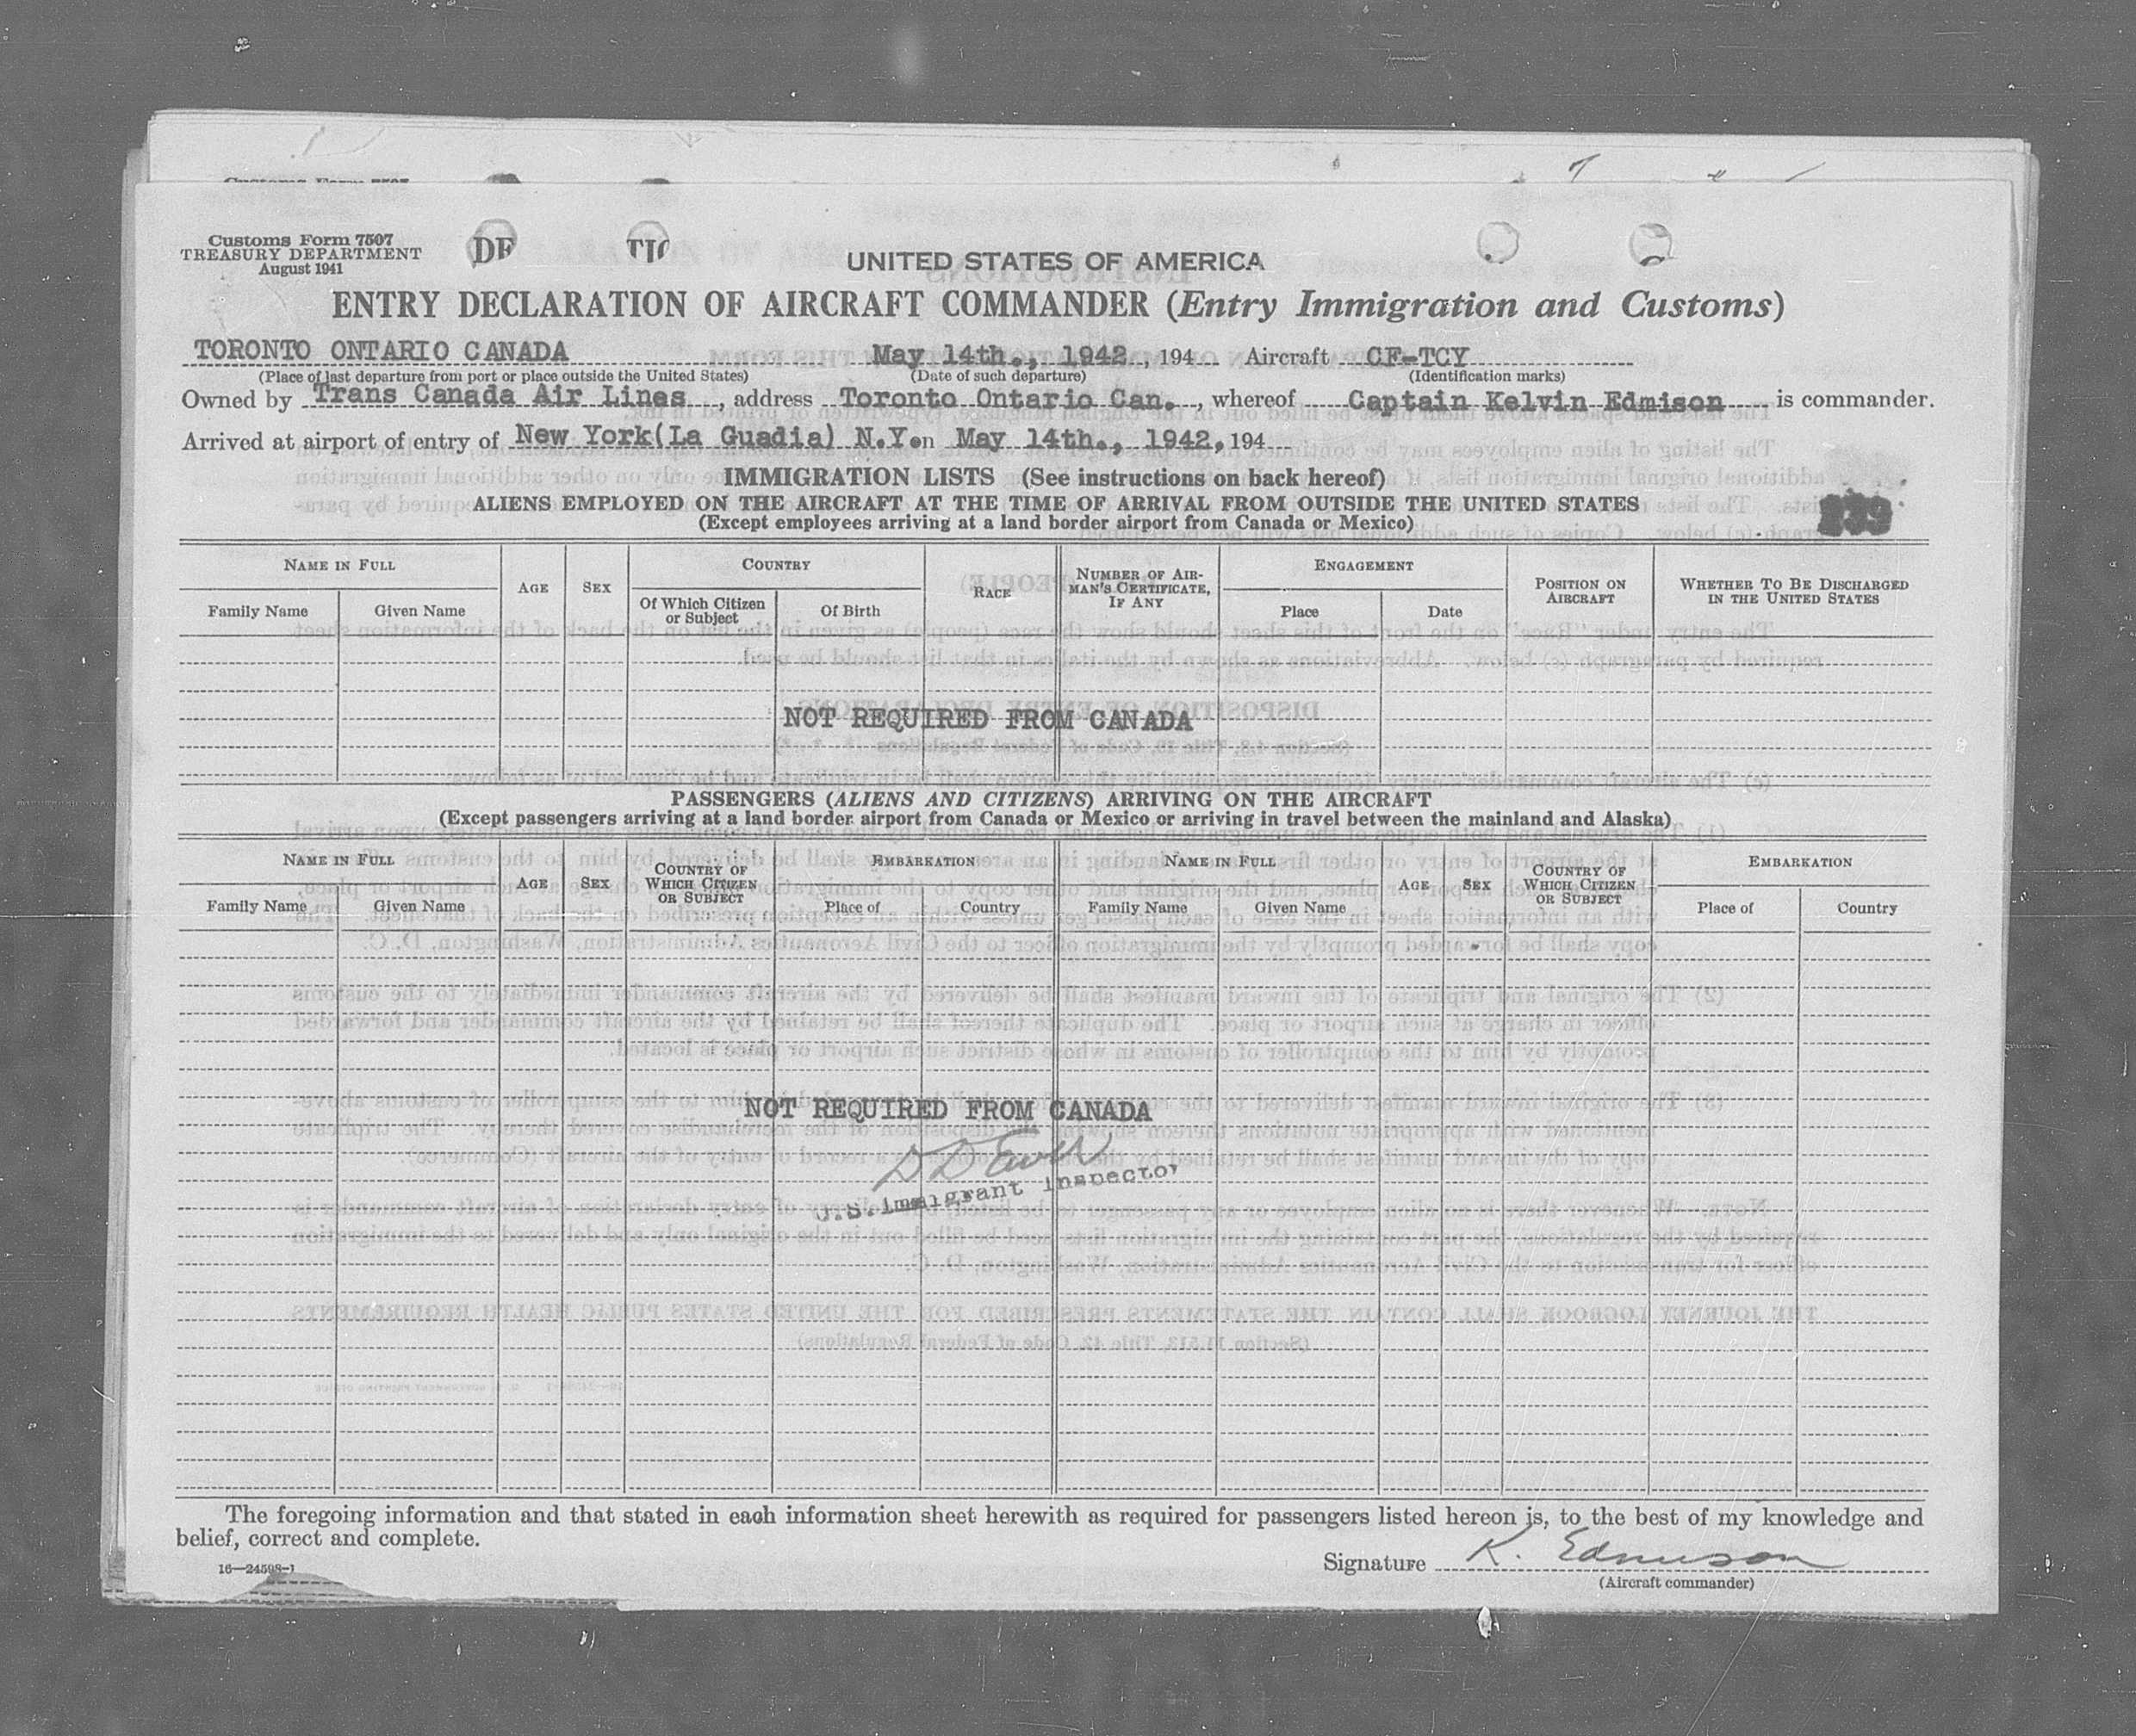 Customs Form 7507
TREASURY DEPARTMENT
August 1941
DE TIC
UNITED STATES OF AMERICA
ENTRY DECLARATION OF AIRCRAFT COMMANDER (Entry Immigration and Customs)
TORONTO ONTARIO CANADA May 14th., 1942, 194 Aircraft CF-TCY
(Place of last departure from port or place outside the United States) (Date of such departure) (Identification marks)
Owned by Trans Canada Air Lines, address Toronto Ontario Can., whereof Captain Kelvin Edmison is commander.
Arrived at airport of entry of New York(La Guadia) N.Y. on May 14th., 1942, 194
IMMIGRATION LISTS (See instructions on back hereof)
ALIENS EMPLOYED ON THE AIRCRAFT AT THE TIME OF ARRIVAL FROM OUTSIDE THE UNITED STATES
(Except employees arriving at a land border airport from Canada or Mexico)
NAME IN FULL AGE SEX COUNTRY RACE NUMBER OF AIRMAN'S CERTIFICATE, IF ANY ENGAGEMENT POSITION ON AIRCRAFT WHETHER TO BE DISCHARGED IN THE UNITED STATES
Family Name Given Name Of Which Citizen or Subject Of Birth Place Date
NOT REQUIRED FROM CANADA
PASSENGERS (ALIENS AND CITIZENS) ARRIVING ON THE AIRCRAFT
(Except passengers arriving at a land border airport from Canada or Mexico or arriving in travel between the mainland and Alaska)
NAME IN FULL AGE SEX COUNTRY OF WHICH CITIZEN OR SUBJECT EMBARKATION NAME IN FULL AGE SEX COUNTRY OF WHICH CITIZEN OR SUBJECT EMBARKATION
Family Name Given Name Place of Country Family Name Given Name Place of Country
NOT REQUIRED FROM CANADA
U.S. Immigrant Inspector
The foregoing information and that stated in each information sheet herewith as required for passengers listed hereon is, to the best of my knowledge and
belief, correct and complete.
16—24598-1
Signature K. Edmison
(Aircraft commander)